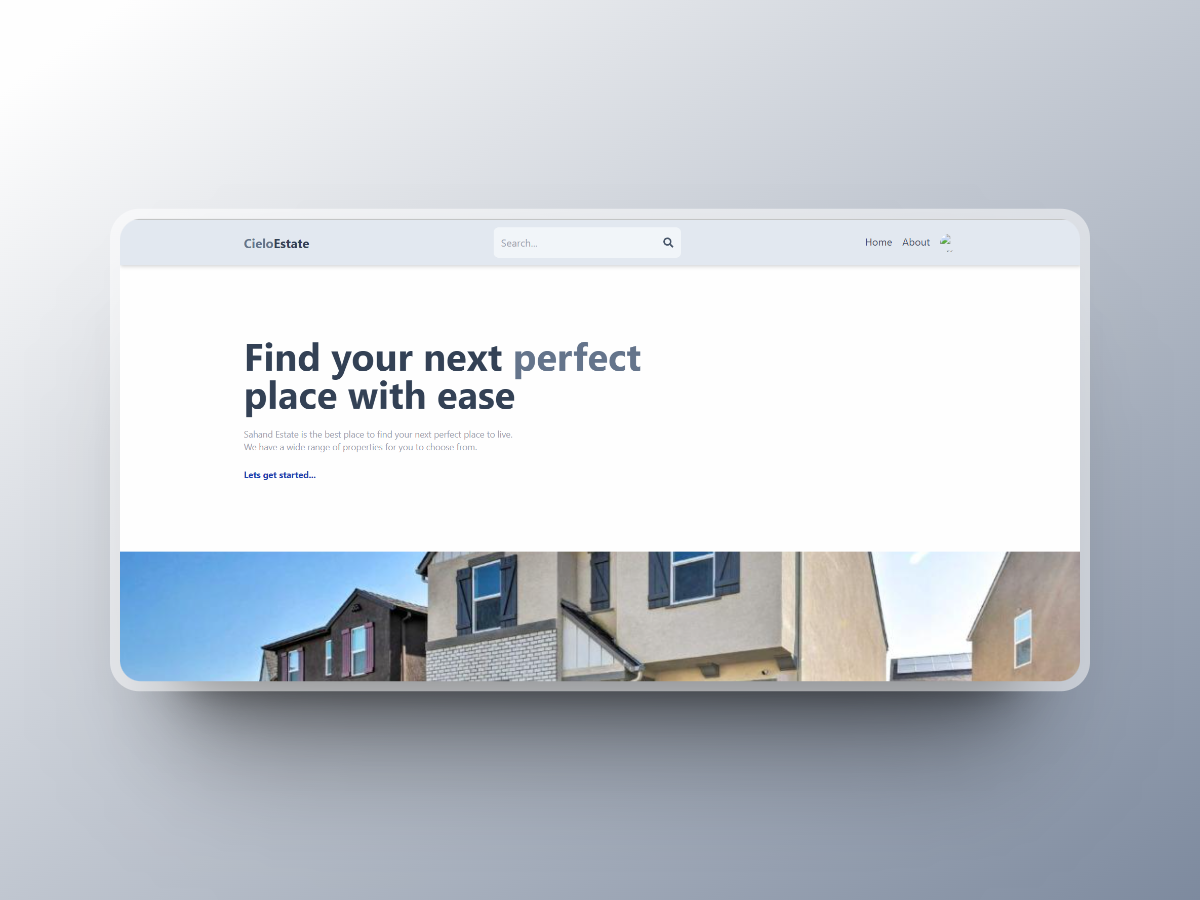 CieloEstate
Search...
Home
About
Find your next perfect
place with ease
Sahand Estate is the best place to find your next perfect place to live.
We have a wide range of properties for you to choose from.
Lets get started...